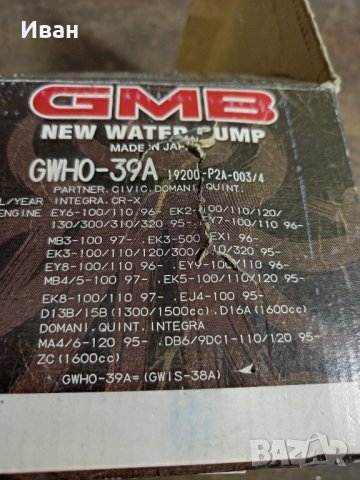 Иван
GMB
NEW WATER PUMP
MADE IN JAPAN
GWHO-39A 19200-P2A-003/4
PARTNER. CIVIC. DOMANI. QUINT.
L/YEAR INTEGRA. CR-X
ENGINE EY6-100/110 96- EK2-100/110/120/
130/300/310/320 95- EY7-100/110 96-
MB3-100 97- EK3-500 EX1 96-
EK3-100/110/120/300/310/320 95-
EY8-100/110 96- EY9-100/110 96-
MB4/5-100 97- .EK5-100/110/120 95-
EK8-100/110 97- .EJ4-100 95-
D13B/15B (1300/1500cc) .D16A (1600cc)
DOMANI. QUINT. INTEGRA
MA4/6-120 95- .DB6/9DC1-110/120 95-
ZC (1600cc)
GWHO-39A=(GWIS-38A)
BAZAR